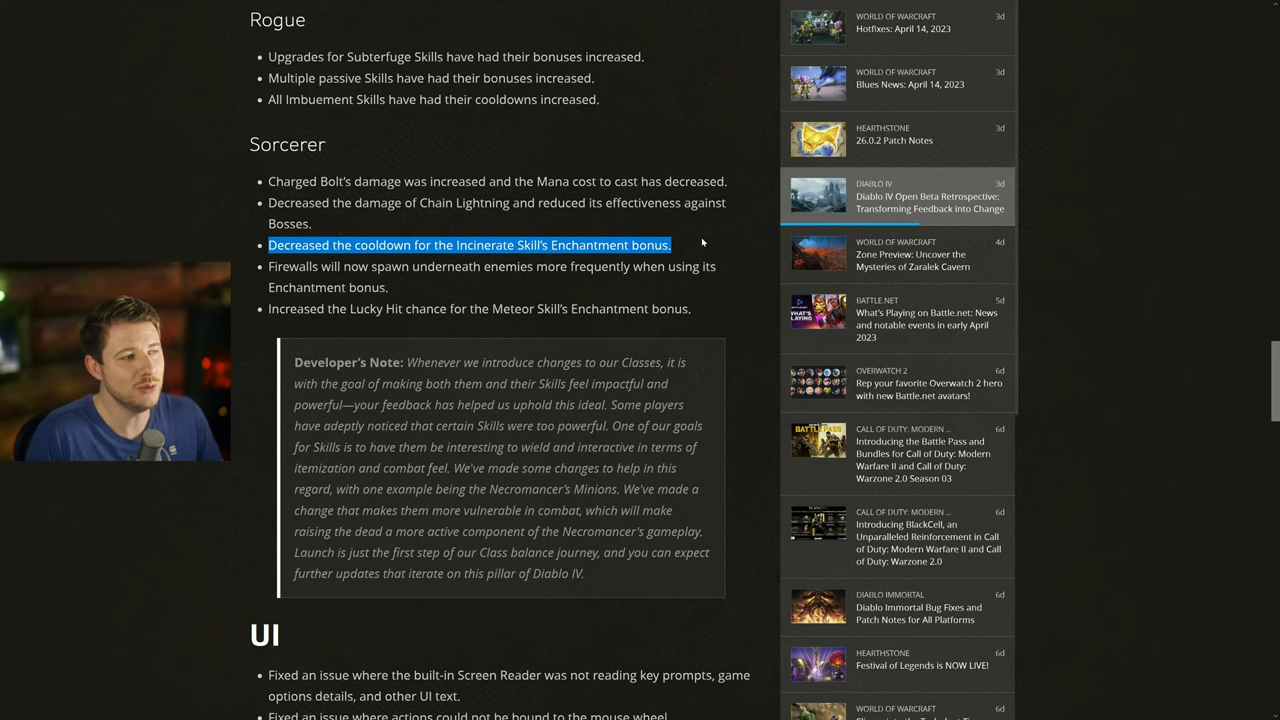 Rogue
Upgrades for Subterfuge Skills have had their bonuses increased.
Multiple passive Skills have had their bonuses increased.
All Imbuement Skills have had their cooldowns increased.
Sorcerer
Charged Bolt’s damage was increased and the Mana cost to cast has decreased.
Decreased the damage of Chain Lightning and reduced its effectiveness against
Bosses.
Decreased the cooldown for the Incinerate Skill’s Enchantment bonus.
Firewalls will now spawn underneath enemies more frequently when using its
Enchantment bonus.
Increased the Lucky Hit chance for the Meteor Skill’s Enchantment bonus.
Developer’s Note: Whenever we introduce changes to our Classes, it is
with the goal of making both them and their Skills feel impactful and
powerful—your feedback has helped us uphold this ideal. Some players
have adeptly noticed that certain Skills were too powerful. One of our goals
for Skills is to have them be interesting to wield and interactive in terms of
itemization and combat feel. We've made some changes to help in this
regard, with one example being the Necromancer’s Minions. We've made a
change that makes them more vulnerable in combat, which will make
raising the dead a more active component of the Necromancer's gameplay.
Launch is just the first step of our Class balance journey, and you can expect
further updates that iterate on this pillar of Diablo IV.
UI
Fixed an issue where the built-in Screen Reader was not reading key prompts, game
options details, and other UI text.
Fixed an issue where actions could not be bound to the mouse wheel
WORLD OF WARCRAFT 3d
Hotfixes: April 14, 2023
WORLD OF WARCRAFT 3d
Blues News: April 14, 2023
HEARTHSTONE 3d
26.0.2 Patch Notes
DIABLO IV 3d
Diablo IV Open Beta Retrospective:
Transforming Feedback into Change
WORLD OF WARCRAFT 4d
Zone Preview: Uncover the
Mysteries of Zaralek Cavern
BATTLE.NET 5d
What’s Playing on Battle.net: News
and notable events in early April
2023
OVERWATCH 2 6d
Rep your favorite Overwatch 2 hero
with new Battle.net avatars!
CALL OF DUTY: MODERN ... 6d
Introducing the Battle Pass and
Bundles for Call of Duty: Modern
Warfare II and Call of Duty:
Warzone 2.0 Season 03
CALL OF DUTY: MODERN ... 6d
Introducing BlackCell, an
Unparalleled Reinforcement in Call
of Duty: Modern Warfare II and Call
of Duty: Warzone 2.0
DIABLO IMMORTAL 6d
Diablo Immortal Bug Fixes and
Patch Notes for All Platforms
HEARTHSTONE 6d
Festival of Legends is NOW LIVE!
WORLD OF WARCRAFT 6d